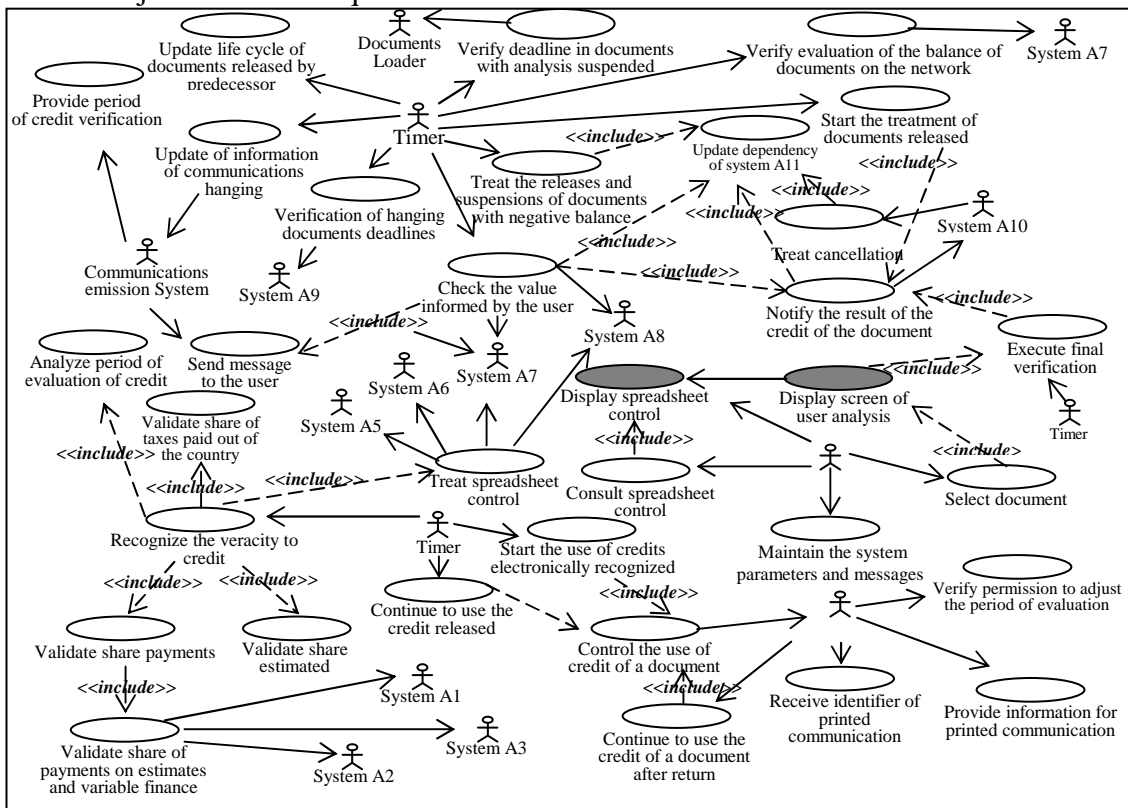 Update life cycle of
documents released by
predecessor
Documents
Loader
Verify deadline in documents
with analysis suspended
Verify evaluation of the balance of
documents on the network
System A7
Provide period
of credit verification
Timer
Start the treatment of
documents released
<<include>>
Update of information
of communications
hanging
Update dependency
of system A11
<<include>>
Treat the releases and
suspensions of documents
with negative balance
<<include>>
Verification of hanging
documents deadlines
<<include>>
System A10
Treat cancellation
Communications
emission System
System A9
<<include>>
<<include>>
Check the value
informed by the user
Notify the result of the
credit of the document
<<include>>
<<include>>
System A8
Analyze period of
evaluation of credit
Send message
to the user
System A7
Execute final
verification
<<include>>
System A6
Display spreadsheet
control
Display screen of
user analysis
System A5
Validate share of
taxes paid out of
the country
Timer
<<include>>
<<include>>
<<include>
<<include>>
<<include>>
Treat spreadsheet
control
Consult spreadsheet
control
Select document
Recognize the veracity to
credit
Timer
Start the use of credits
electronically recognized
Maintain the system
parameters and messages
<<include>>
<<include>>
Continue to use the
credit released
<<include>>
Verify permission to adjust
the period of evaluation
Validate share payments
Validate share
estimated
Control the use of
credit of a document
<<include>>
<<include>>
System A1
Receive identifier of
printed
communication
Provide information for
printed communication
Validate share of
payments on estimates
and variable finance
System A2
System A3
Continue to use the
credit of a document
after return